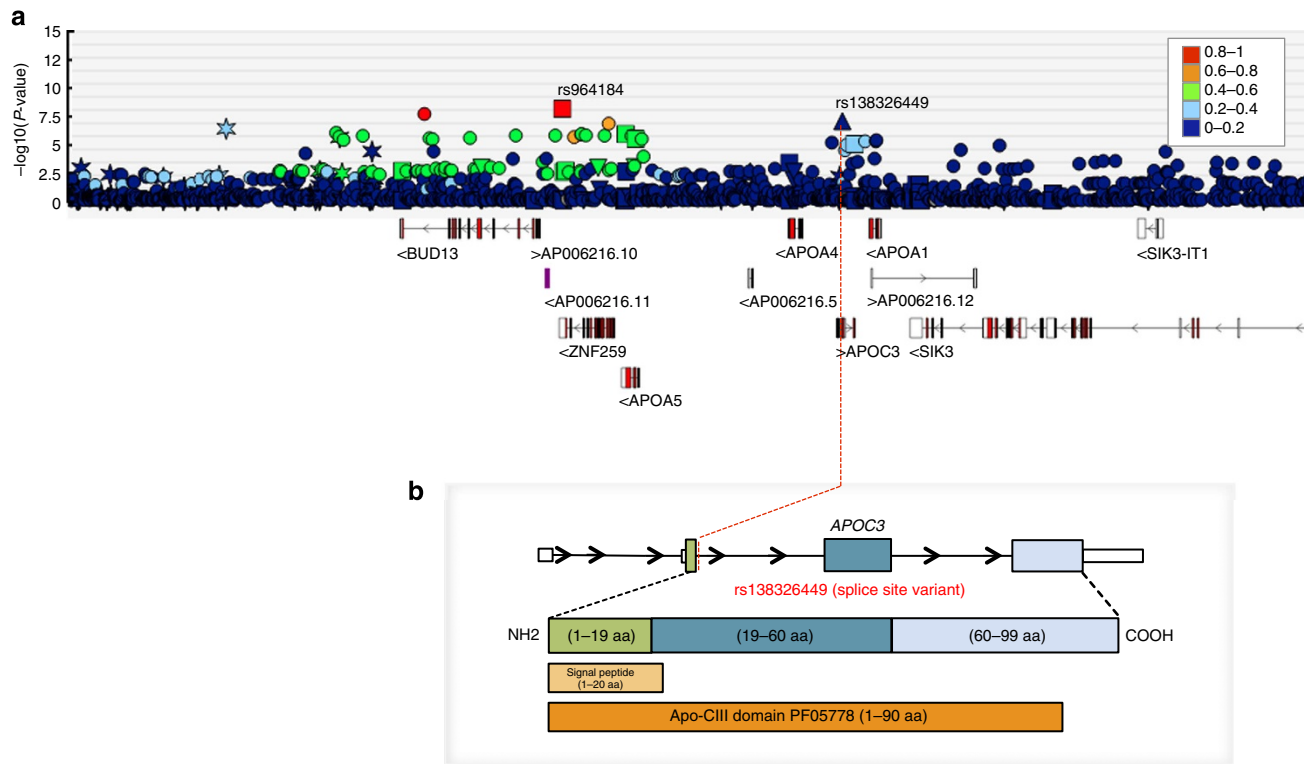 a
15
12
10
7.5
5
2.5
0
–log10(P-value)
rs964184
rs138326449
0.8–1
0.6–0.8
0.4–0.6
0.2–0.4
0–0.2
<BUD13
>AP006216.10
<APOA4
<APOA1
<SIK3-IT1
<AP006216.11
<AP006216.5
>AP006216.12
<ZNF259
>APOC3
<SIK3
<APOA5
b
APOC3
rs138326449 (splice site variant)
NH2
(1–19 aa)
(19–60 aa)
(60–99 aa)
COOH
Signal peptide
(1–20 aa)
Apo-CIII domain PF05778 (1–90 aa)